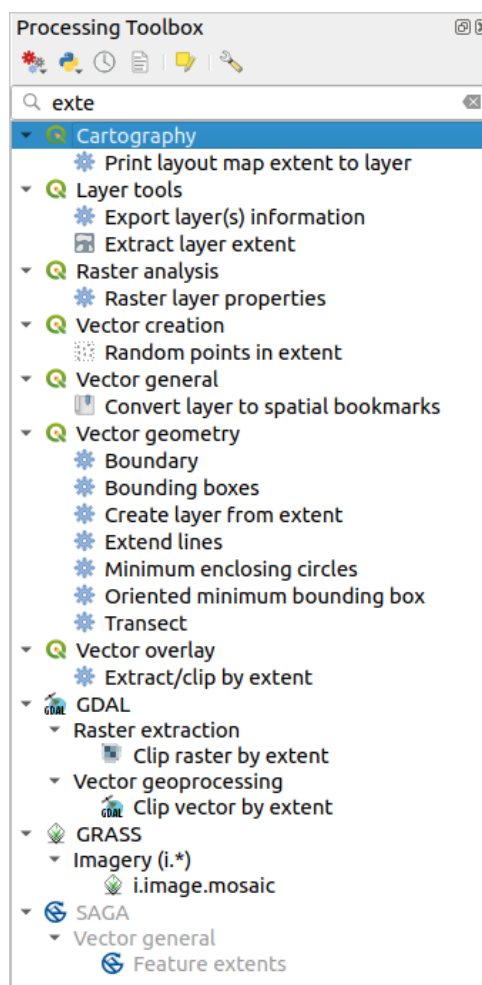 Processing Toolbox
exte
Cartography
Print layout map extent to layer
Layer tools
Export layer(s) information
Extract layer extent
Raster analysis
Raster layer properties
Vector creation
Random points in extent
Vector general
Convert layer to spatial bookmarks
Vector geometry
Boundary
Bounding boxes
Create layer from extent
Extend lines
Minimum enclosing circles
Oriented minimum bounding box
Transect
Vector overlay
Extract/clip by extent
GDAL
Raster extraction
Clip raster by extent
Vector geoprocessing
GDAL Clip vector by extent
GRASS
Imagery (i.*)
i.image.mosaic
SAGA
Vector general
Feature extents